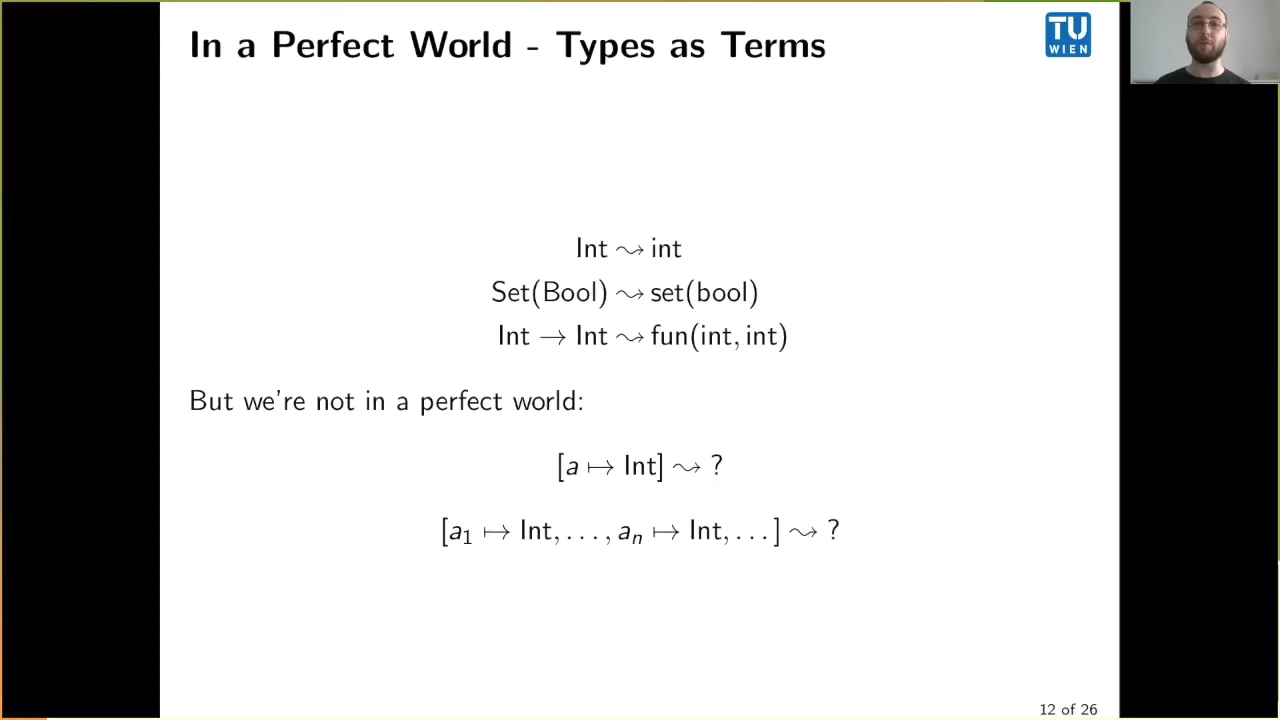 In a Perfect World - Types as Terms
TU
WIEN
Int ⤳ int
Set(Bool) ⤳ set(bool)
Int → Int ⤳ fun(int, int)
But we're not in a perfect world:
[a ↦ Int] ⤳ ?
[a₁ ↦ Int, . . . , aₙ ↦ Int, . . . ] ⤳ ?
12 of 26